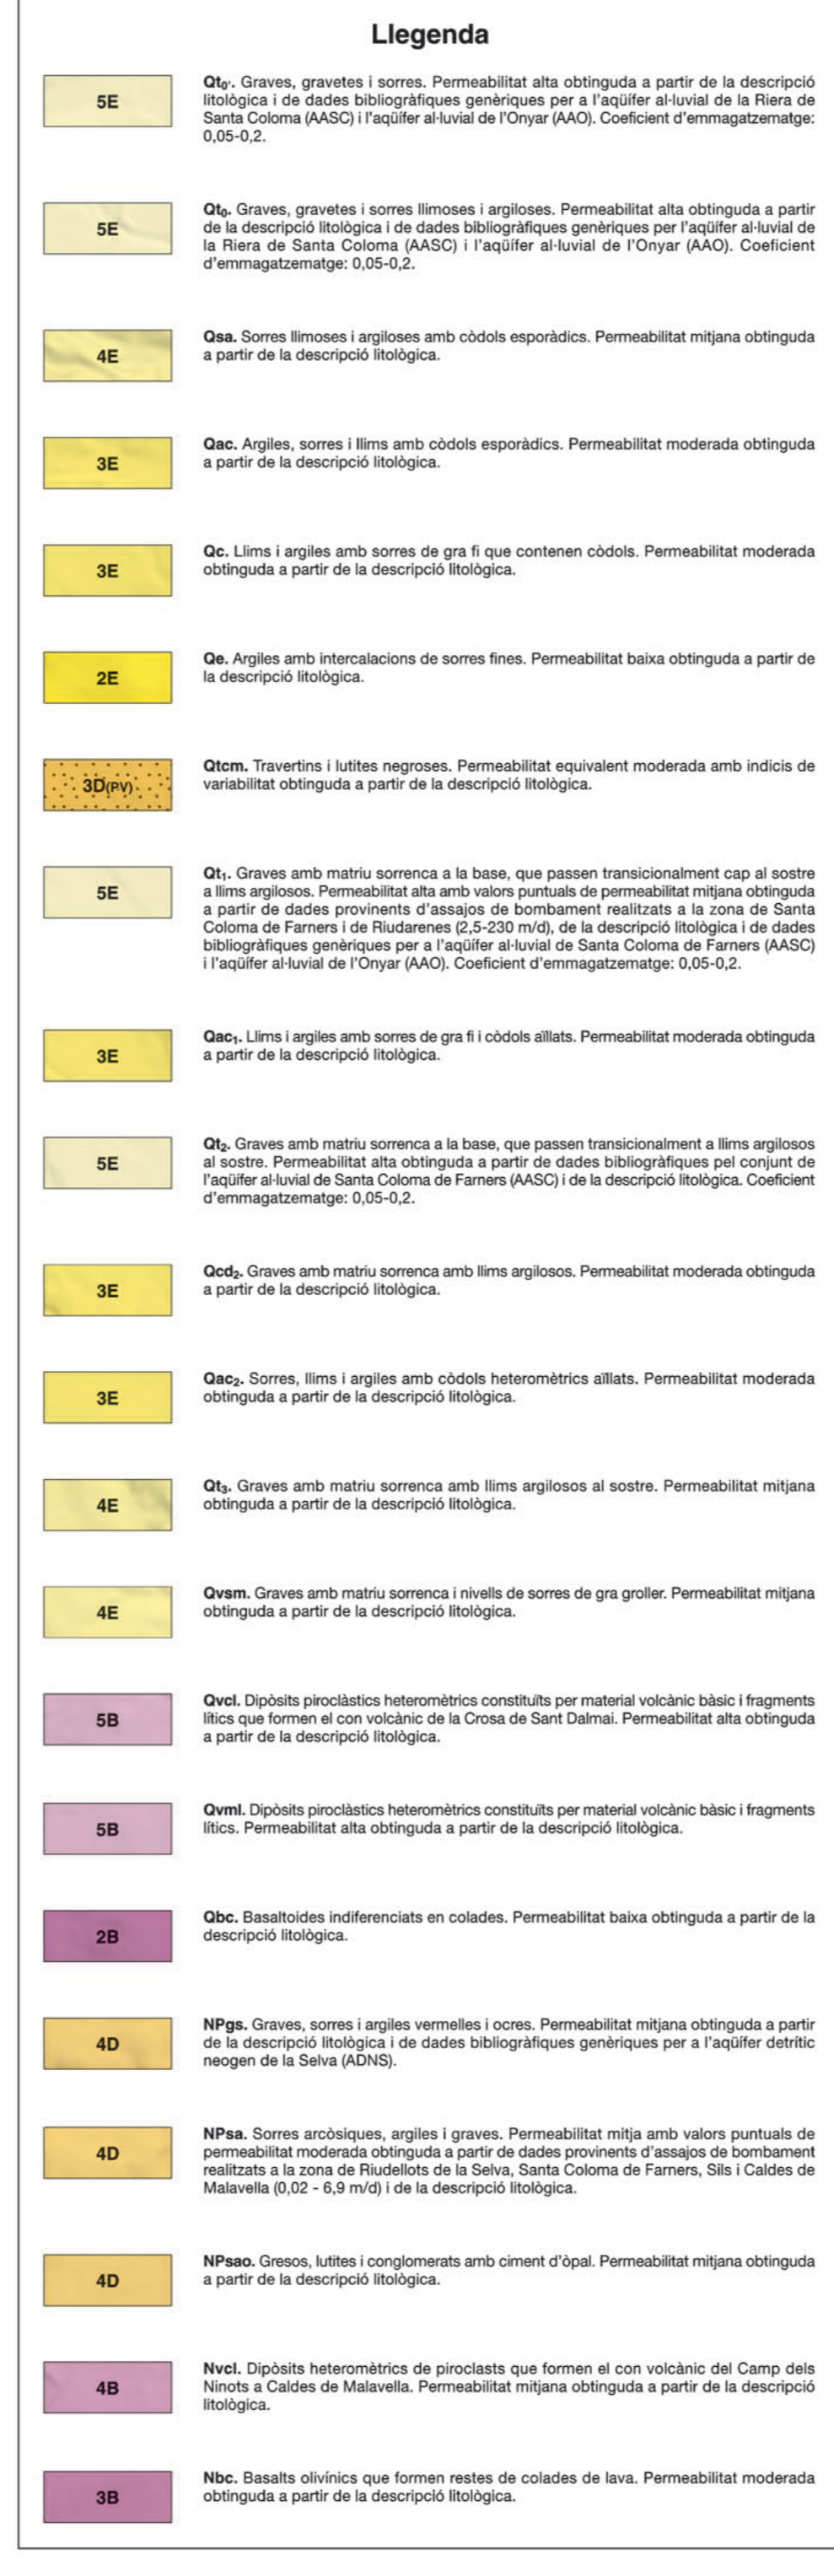 Llegenda
5E
Qt₀'. Graves, gravetes i sorres. Permeabilitat alta obtinguda a partir de la descripció
litològica i de dades bibliogràfiques genèriques per a l'aqüífer al·luvial de la Riera de
Santa Coloma (AASC) i l'aqüífer al·luvial de l'Onyar (AAO). Coeficient d'emmagatzematge:
0,05-0,2.
5E
Qt₀. Graves, gravetes i sorres llimoses i argiloses. Permeabilitat alta obtinguda a partir
de la descripció litològica i de dades bibliogràfiques genèriques per l'aqüífer al·luvial de
la Riera de Santa Coloma (AASC) i l'aqüífer al·luvial de l'Onyar (AAO). Coeficient
d'emmagatzematge: 0,05-0,2.
4E
Qsa. Sorres llimoses i argiloses amb còdols esporàdics. Permeabilitat mitjana obtinguda
a partir de la descripció litològica.
3E
Qac. Argiles, sorres i llims amb còdols esporàdics. Permeabilitat moderada obtinguda
a partir de la descripció litològica.
3E
Qc. Llims i argiles amb sorres de gra fi que contenen còdols. Permeabilitat moderada
obtinguda a partir de la descripció litològica.
2E
Qe. Argiles amb intercalacions de sorres fines. Permeabilitat baixa obtinguda a partir de
la descripció litològica.
3D(PV)
Qtcm. Travertins i lutites negroses. Permeabilitat equivalent moderada amb indicis de
variabilitat obtinguda a partir de la descripció litològica.
5E
Qt₁. Graves amb matriu sorrenca a la base, que passen transicionalment cap al sostre
a llims argilosos. Permeabilitat alta amb valors puntuals de permeabilitat mitjana obtinguda
a partir de dades provinents d'assajos de bombament realitzats a la zona de Santa
Coloma de Farners i de Riudarenes (2,5-230 m/d), de la descripció litològica i de dades
bibliogràfiques genèriques per a l'aqüífer al·luvial de Santa Coloma de Farners (AASC)
i l'aqüífer al·luvial de l'Onyar (AAO). Coeficient d'emmagatzematge: 0,05-0,2.
3E
Qac₁. Llims i argiles amb sorres de gra fi i còdols aïllats. Permeabilitat moderada obtinguda
a partir de la descripció litològica.
5E
Qt₂. Graves amb matriu sorrenca a la base, que passen transicionalment a llims argilosos
al sostre. Permeabilitat alta obtinguda a partir de dades bibliogràfiques pel conjunt de
l'aqüífer al·luvial de Santa Coloma de Farners (AASC) i de la descripció litològica. Coeficient
d'emmagatzematge: 0,05-0,2.
3E
Qcd₂. Graves amb matriu sorrenca amb llims argilosos. Permeabilitat moderada obtinguda
a partir de la descripció litològica.
3E
Qac₂. Sorres, llims i argiles amb còdols heteromètrics aïllats. Permeabilitat moderada
obtinguda a partir de la descripció litològica.
4E
Qt₃. Graves amb matriu sorrenca amb llims argilosos al sostre. Permeabilitat mitjana
obtinguda a partir de la descripció litològica.
4E
Qvsm. Graves amb matriu sorrenca i nivells de sorres de gra groller. Permeabilitat mitjana
obtinguda a partir de la descripció litològica.
5B
Qvcl. Dipòsits piroclàstics heteromètrics constituïts per material volcànic bàsic i fragments
lítics que formen el con volcànic de la Crosa de Sant Dalmai. Permeabilitat alta obtinguda
a partir de la descripció litològica.
5B
Qvml. Dipòsits piroclàstics heteromètrics constituïts per material volcànic bàsic i fragments
lítics. Permeabilitat alta obtinguda a partir de la descripció litològica.
2B
Qbc. Basaltoides indiferenciats en colades. Permeabilitat baixa obtinguda a partir de la
descripció litològica.
4D
NPgs. Graves, sorres i argiles vermelles i ocres. Permeabilitat mitjana obtinguda a partir
de la descripció litològica i de dades bibliogràfiques genèriques per a l'aqüífer detrític
neogen de la Selva (ADNS).
4D
NPsa. Sorres arcòsiques, argiles i graves. Permeabilitat mitja amb valors puntuals de
permeabilitat moderada obtinguda a partir de dades provinents d'assajos de bombament
realitzats a la zona de Riudellots de la Selva, Santa Coloma de Farners, Sils i Caldes de
Malavella (0,02 - 6,9 m/d) i de la descripció litològica.
4D
NPsao. Gresos, lutites i conglomerats amb ciment d'òpal. Permeabilitat mitjana obtinguda
a partir de la descripció litològica.
4B
Nvcl. Dipòsits heteromètrics de piroclasts que formen el con volcànic del Camp dels
Ninots a Caldes de Malavella. Permeabilitat mitjana obtinguda a partir de la descripció
litològica.
3B
Nbc. Basalts olivínics que formen restes de colades de lava. Permeabilitat moderada
obtinguda a partir de la descripció litològica.